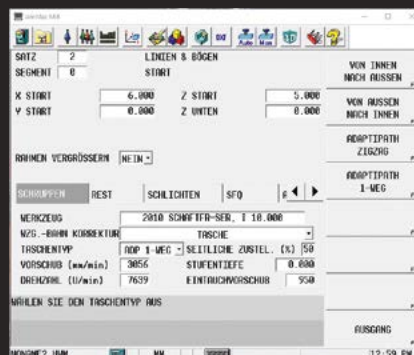 SATZ 2 LINIEN & BÖGEN
SEGMENT 0 START
X START 6.000 Z START 5.000
Y START 0.000 Z UNTEN 0.000
RAHMEN VERGRÖSSERN NEIN
SCHRUPPEN REST SCHLICHTEN SFQ
WERKZEUG 2010 SCHAFTFR-SER, I 10.000
WZG.-BAHN KORREKTUR TASCHE
TASCHENTYP ADP 1-WEG SEITLICHE ZUSTEL. (%) 50
VORSCHUB (mm/min) 3056 STUFENTIEFE 0.000
DREHZAHL (U/min) 7639 EINTAUCHVORSCHUB 950
WÄHLEN SIE DEN TASCHENTYP AUS
VON INNEN
NACH AUSSEN
VON AUSSEN
NACH INNEN
ADAPTIPATH
ZIGZAG
ADAPTIPATH
1-WEG
AUSGANG
MM
12:59 PM